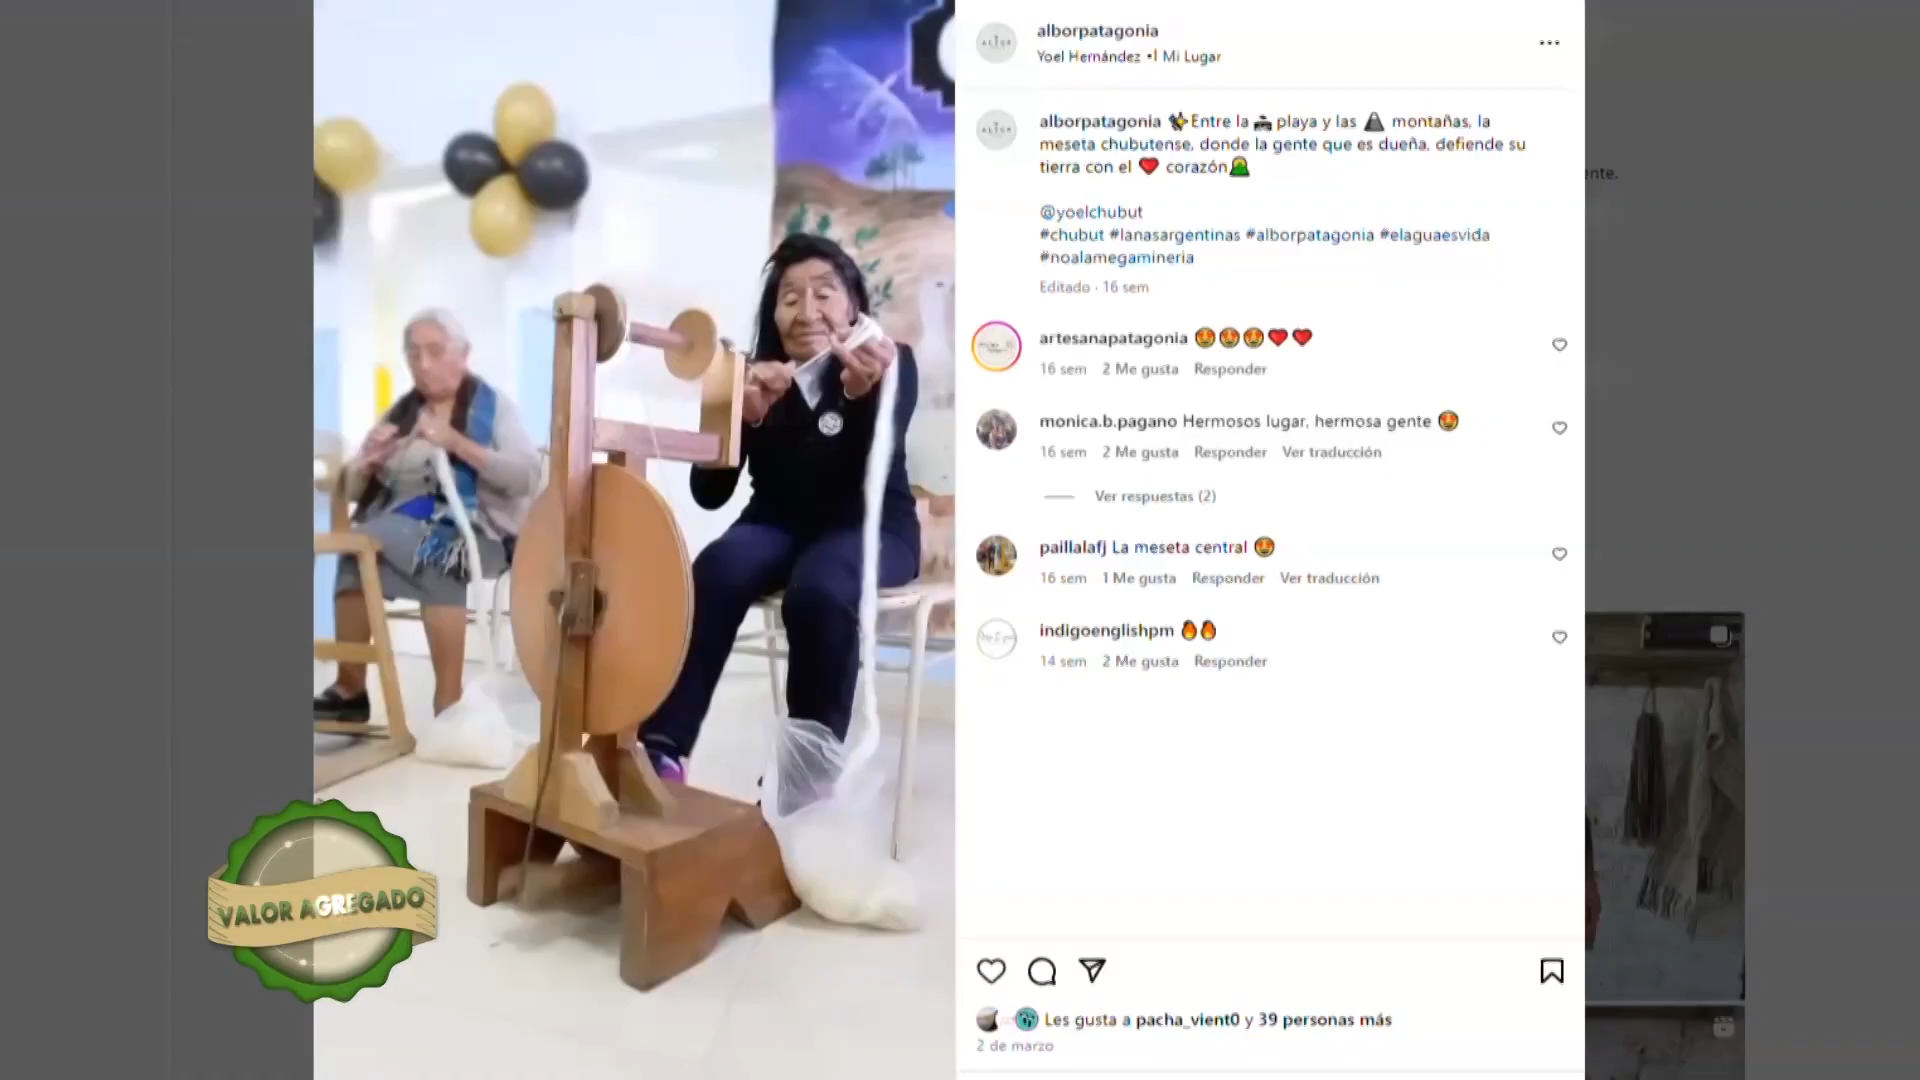 alborpatagonia
Yoel Hernández • I Mi Lugar
alborpatagonia ✨Entre la 🏖 playa y las 🏔 montañas, la
meseta chubutense, donde la gente que es dueña, defiende su
tierra con el ❤️ corazón
@yoelchubut
#chubut #lanasargentinas #alborpatagonia #elaguaesvida
#noalamegamineria
Editado · 16 sem
artesanapatagonia 🤩🤩🤩❤️❤️
16 sem 2 Me gusta Responder
monica.b.pagano Hermosos lugar, hermosa gente 🤩
16 sem 2 Me gusta Responder Ver traducción
Ver respuestas (2)
paillalafj La meseta central 🤩
16 sem 1 Me gusta Responder Ver traducción
indigoenglishpm 🔥🔥
14 sem 2 Me gusta Responder
Les gusta a pacha_vient0 y 39 personas más
2 de marzo
VALOR AGREGADO